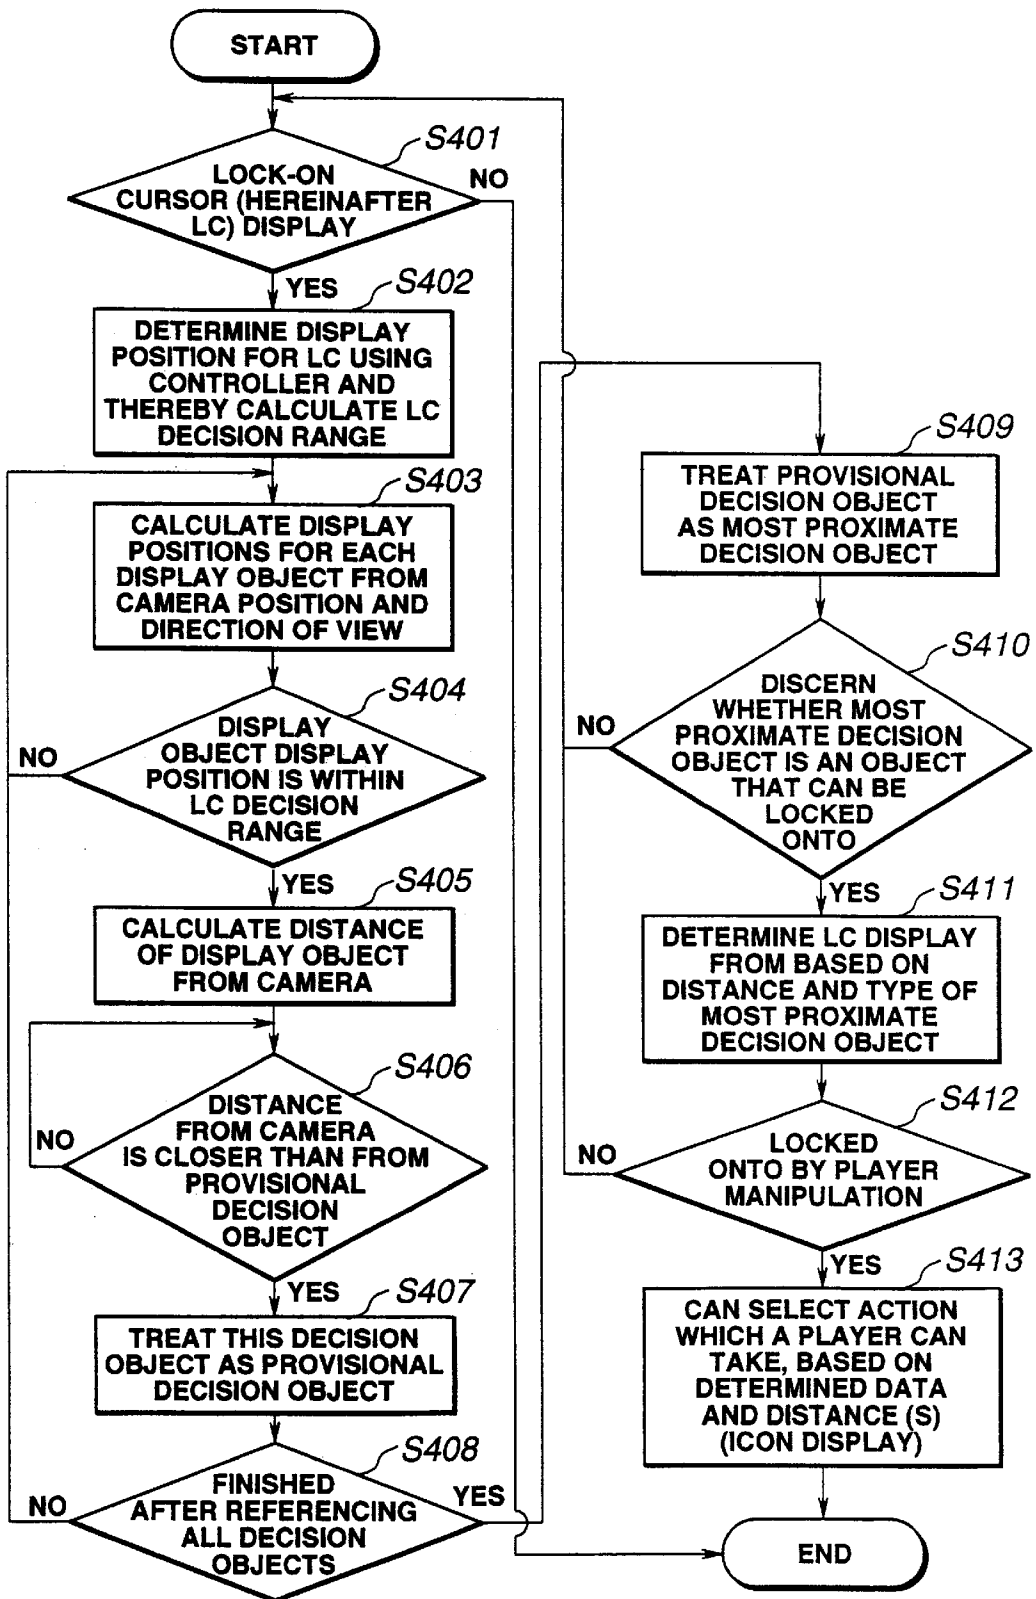 START
S401
LOCK-ON
CURSOR (HEREINAFTER
LC) DISPLAY
NO
YES
S402
DETERMINE DISPLAY
POSITION FOR LC USING
CONTROLLER AND
THEREBY CALCULATE LC
DECISION RANGE
S403
CALCULATE DISPLAY
POSITIONS FOR EACH
DISPLAY OBJECT FROM
CAMERA POSITION AND
DIRECTION OF VIEW
S404
DISPLAY
OBJECT DISPLAY
POSITION IS WITHIN
LC DECISION
RANGE
NO
YES
S405
CALCULATE DISTANCE
OF DISPLAY OBJECT
FROM CAMERA
S406
DISTANCE
FROM CAMERA
IS CLOSER THAN FROM
PROVISIONAL
DECISION
OBJECT
NO
YES
S407
TREAT THIS DECISION
OBJECT AS PROVISIONAL
DECISION OBJECT
S408
FINISHED
AFTER REFERENCING
ALL DECISION
OBJECTS
NO
YES
S409
TREAT PROVISIONAL
DECISION OBJECT
AS MOST PROXIMATE
DECISION OBJECT
S410
DISCERN
WHETHER MOST
PROXIMATE DECISION
OBJECT IS AN OBJECT
THAT CAN BE
LOCKED
ONTO
NO
YES
S411
DETERMINE LC DISPLAY
FROM BASED ON
DISTANCE AND TYPE OF
MOST PROXIMATE
DECISION OBJECT
S412
LOCKED
ONTO BY PLAYER
MANIPULATION
NO
YES
S413
CAN SELECT ACTION
WHICH A PLAYER CAN
TAKE, BASED ON
DETERMINED DATA
AND DISTANCE (S)
(ICON DISPLAY)
END